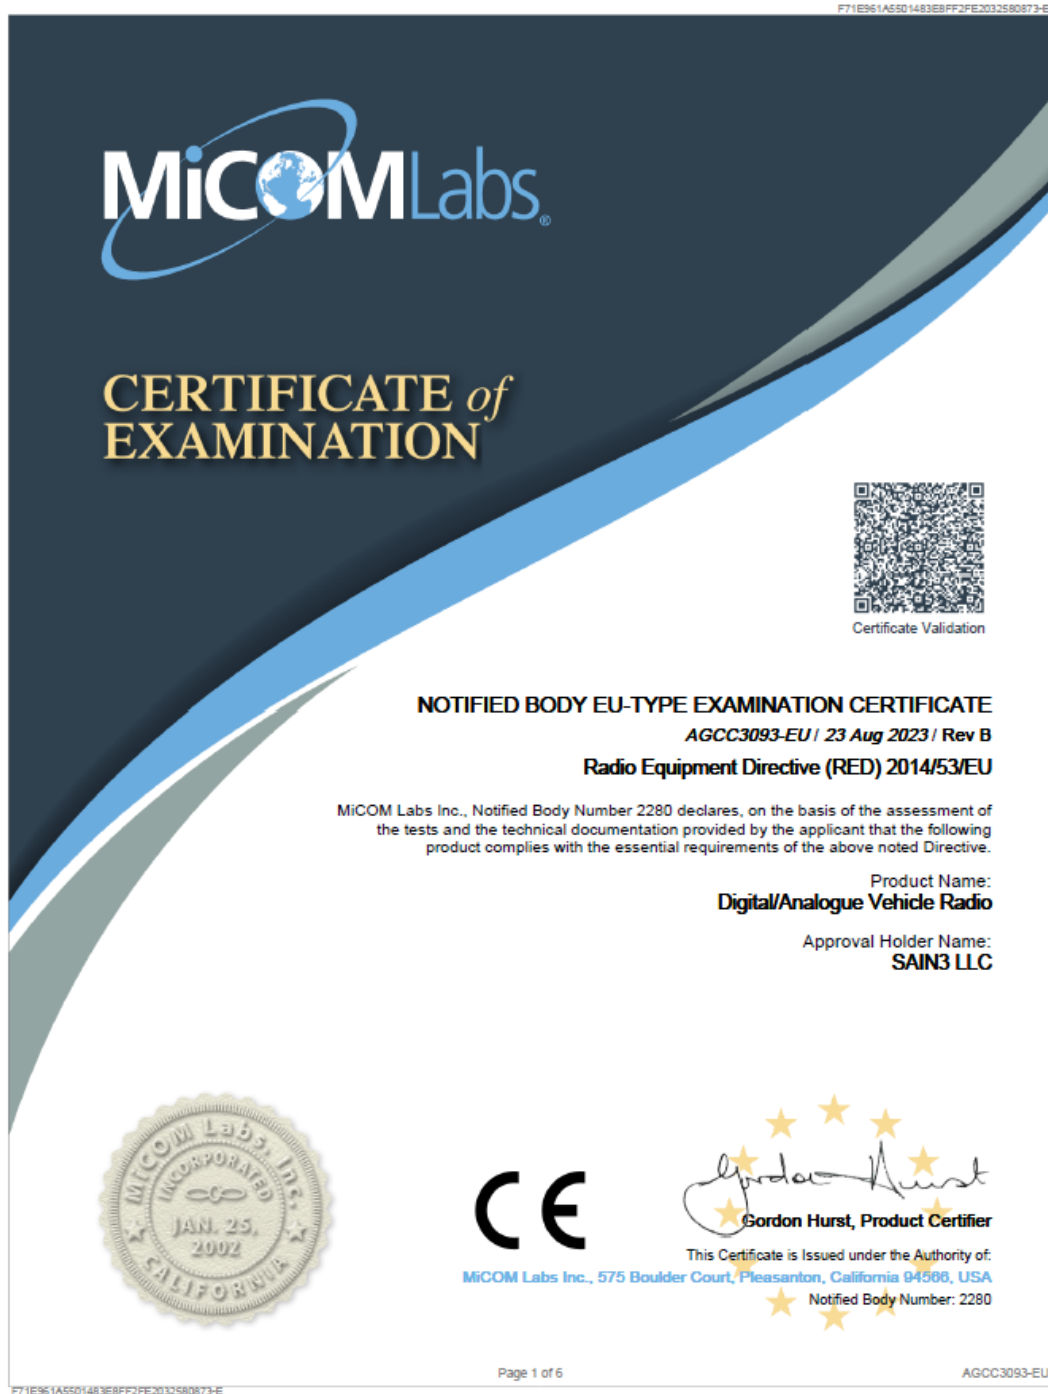 F71E961A5501483E8FF2FE2032580873-E
MiCOMLabs®
CERTIFICATE of
EXAMINATION
Certificate Validation
NOTIFIED BODY EU-TYPE EXAMINATION CERTIFICATE
AGCC3093-EU / 23 Aug 2023 / Rev B
Radio Equipment Directive (RED) 2014/53/EU
MiCOM Labs Inc., Notified Body Number 2280 declares, on the basis of the assessment of
the tests and the technical documentation provided by the applicant that the following
product complies with the essential requirements of the above noted Directive.
Product Name:
Digital/Analogue Vehicle Radio
Approval Holder Name:
SAIN3 LLC
MiCOM Labs, Inc.
INCORPORATED
JAN. 25,
2002
CALIFORNIA
CE
Gordon Hurst
Gordon Hurst, Product Certifier
This Certificate is Issued under the Authority of:
MiCOM Labs Inc., 575 Boulder Court, Pleasanton, California 94566, USA
Notified Body Number: 2280
Page 1 of 6
AGCC3093-EU
F71E961A5501483E8FF2FE2032580873-E